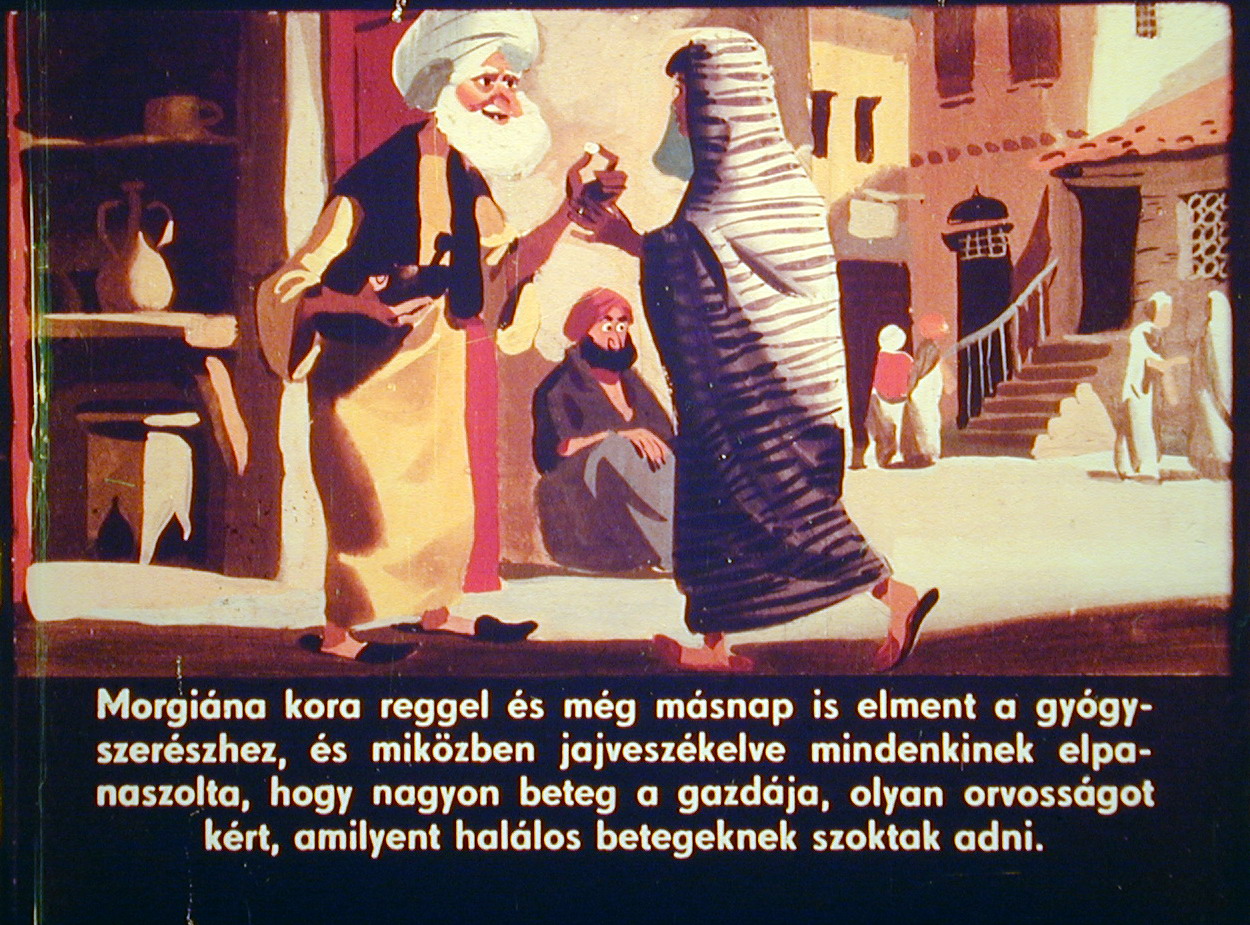 Morgiána kora reggel és még másnap is elment a gyógy-
szerészhez, és miközben jajveszékelve mindenkinek elpa-
naszolta, hogy nagyon beteg a gazdája, olyan orvosságot
kért, amilyent halálos betegeknek szoktak adni.